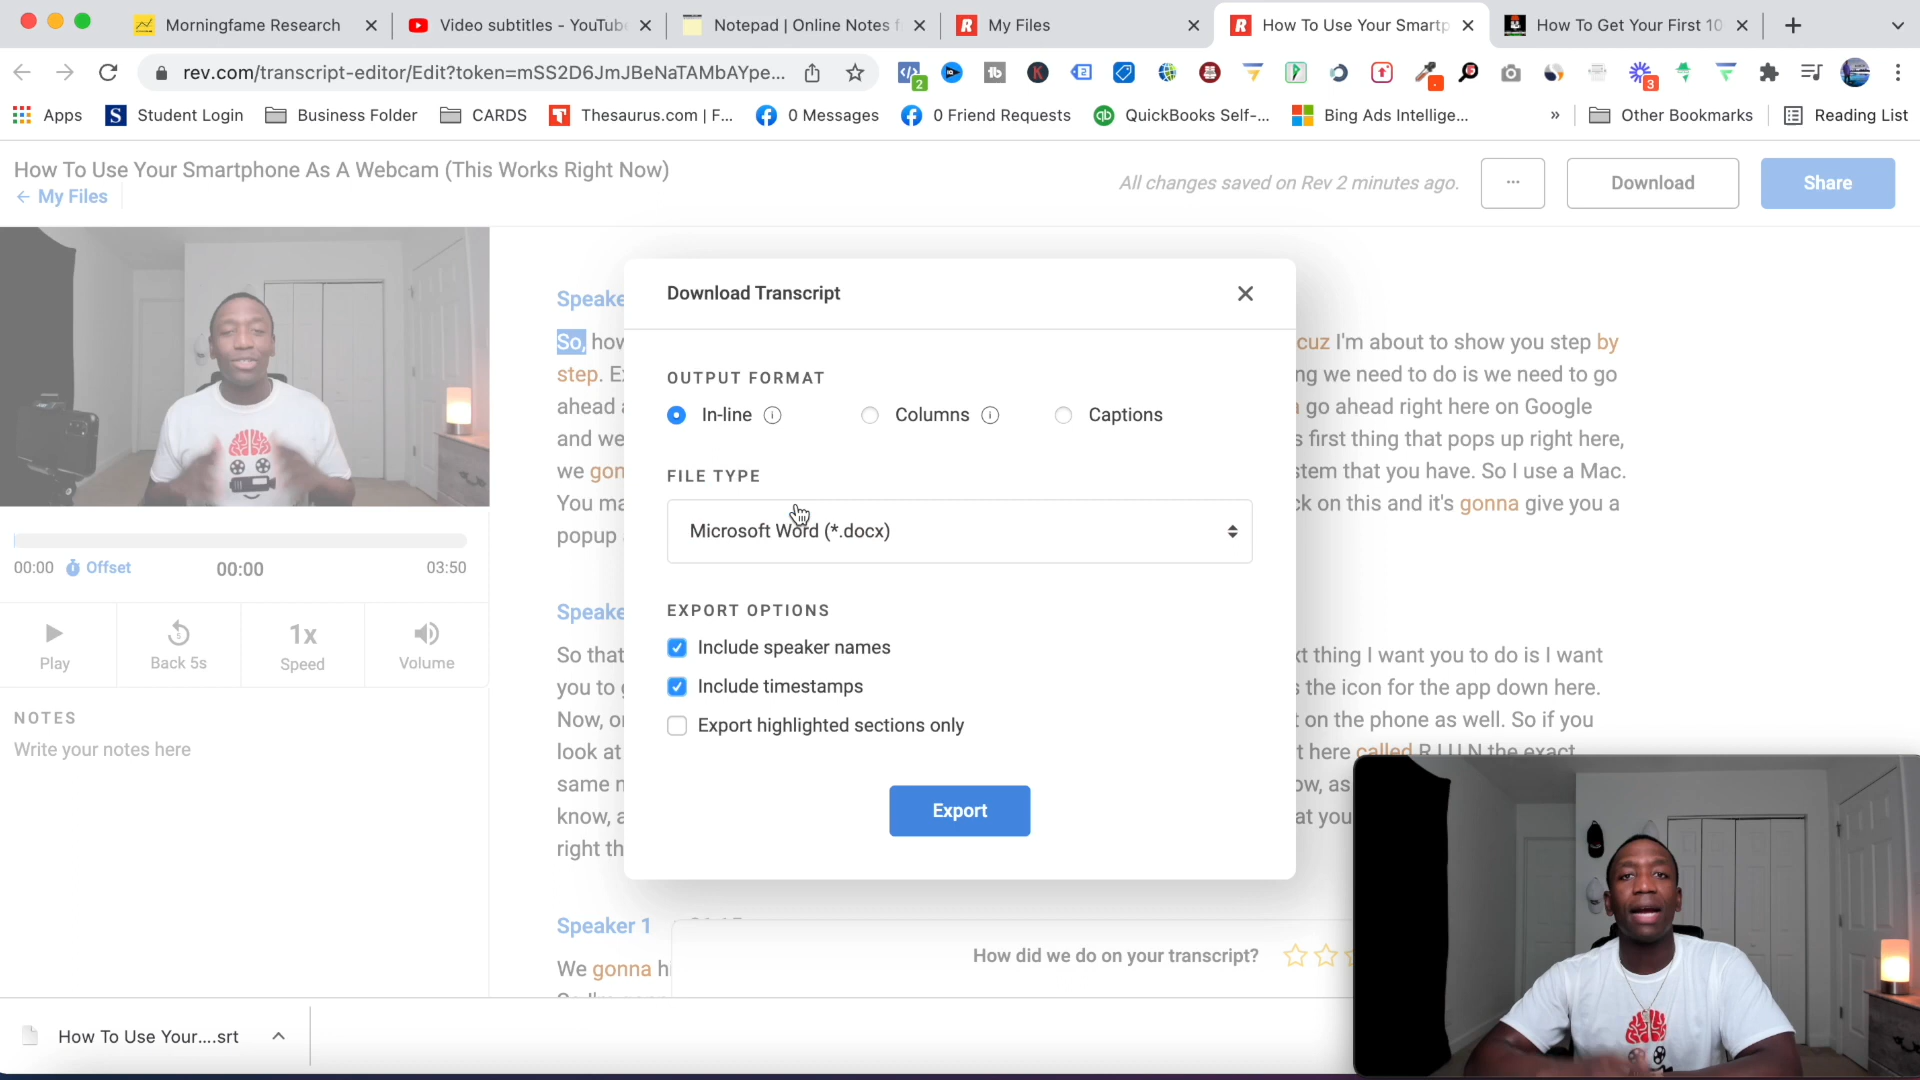 Morningfame Research
Video subtitles - YouTube
Notepad | Online Notes f
My Files
How To Use Your Smartp
How To Get Your First 10
rev.com/transcript-editor/Edit?token=mSS2D6JmJBeNaTAMbAYpe...
2
3
Apps
Student Login
Business Folder
CARDS
Thesaurus.com | F...
0 Messages
0 Friend Requests
QuickBooks Self-...
Bing Ads Intellige...
»
Other Bookmarks
Reading List
How To Use Your Smartphone As A Webcam (This Works Right Now)
← My Files
All changes saved on Rev 2 minutes ago.
...
Download
Share
00:00 Offset 00:00 03:50
Play
Back 5s
1x
Speed
Volume
NOTES
Write your notes here
Speake
So, how
step. E
ahead
and we
we gon
You ma
popup
cuz I'm about to show you step by
ng we need to do is we need to go
go ahead right here on Google
s first thing that pops up right here,
stem that you have. So I use a Mac.
ck on this and it's gonna give you a
Speake
So that
you to
Now, o
look at
same
know,
right th
xt thing I want you to do is I want
s the icon for the app down here.
t on the phone as well. So if you
t here called R I U N the exact
ow, as
at you
Speaker 1
We gonna hi
Download Transcript
OUTPUT FORMAT
In-line
Columns
Captions
FILE TYPE
Microsoft Word (*.docx)
EXPORT OPTIONS
Include speaker names
Include timestamps
Export highlighted sections only
Export
How did we do on your transcript?
How To Use Your....srt